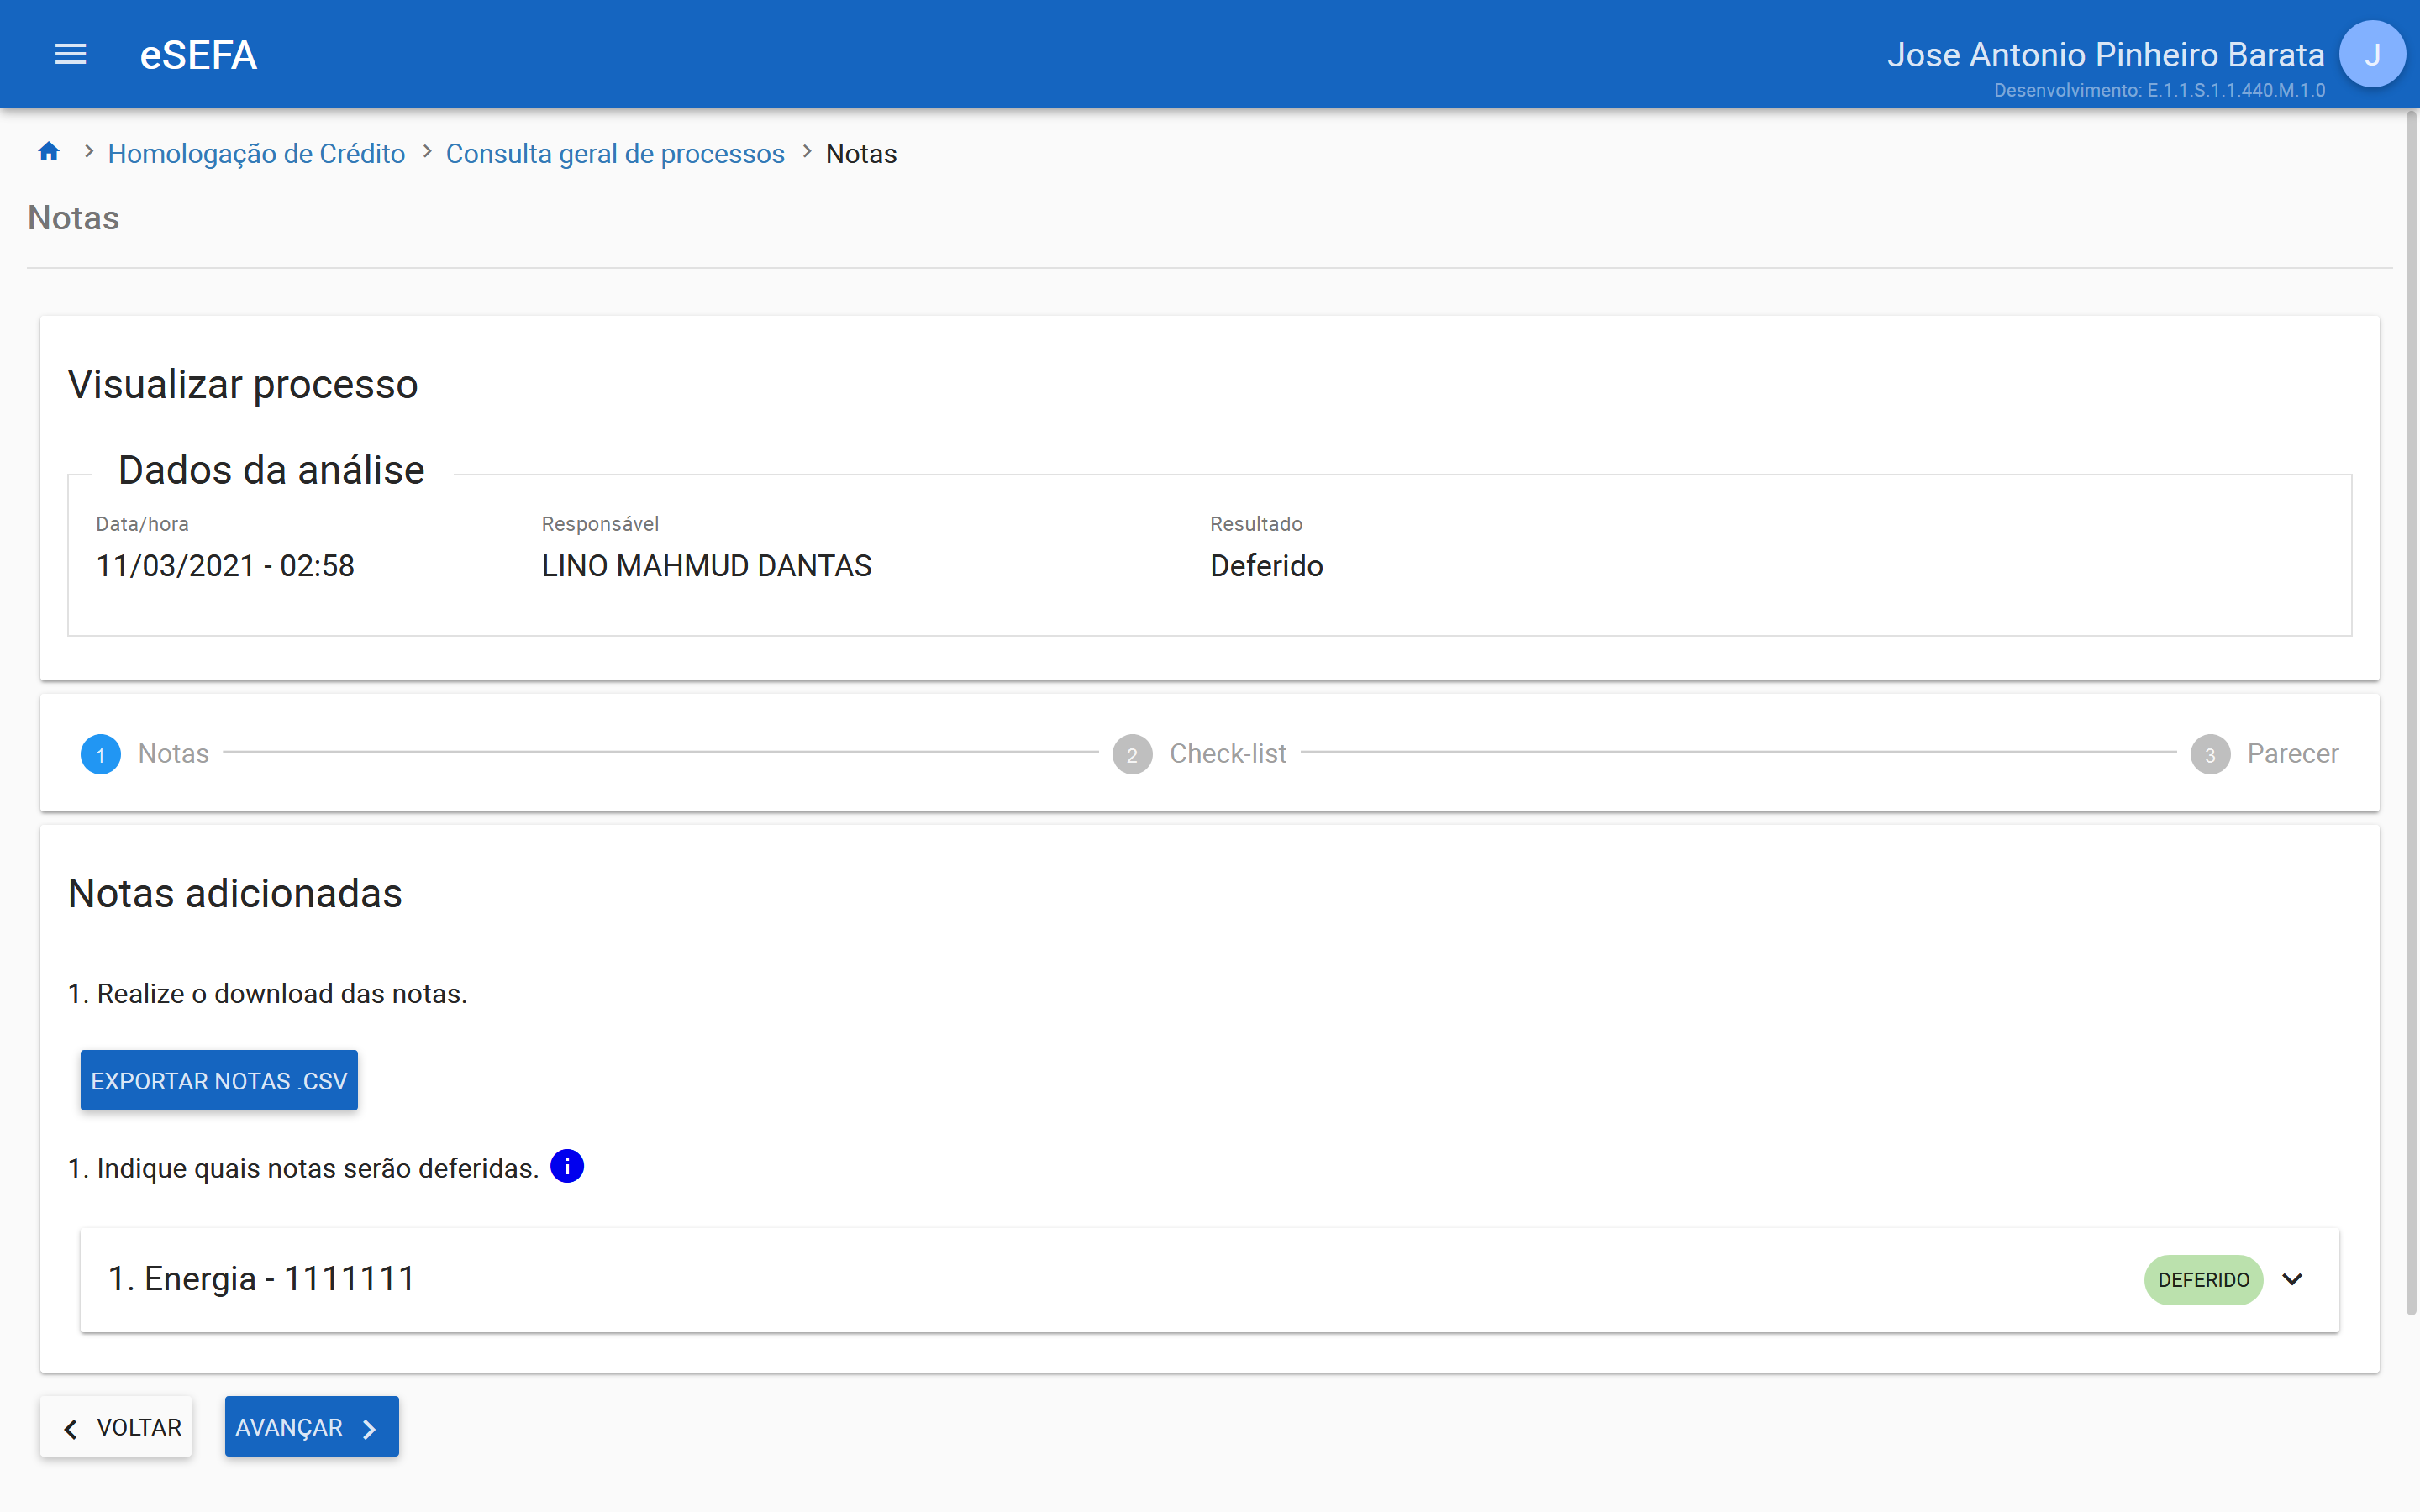 eSEFA
Jose Antonio Pinheiro Barata
J
Desenvolvimento: E.1.1.S.1.1.440.M.1.0
Homologação de Crédito
Consulta geral de processos
Notas
Notas
Visualizar processo
Dados da análise
Data/hora
Responsável
Resultado
11/03/2021 - 02:58
LINO MAHMUD DANTAS
Deferido
1 Notas
2 Check-list
3 Parecer
Notas adicionadas
1. Realize o download das notas.
EXPORTAR NOTAS .CSV
1. Indique quais notas serão deferidas.
1. Energia - 1111111
DEFERIDO
VOLTAR
AVANÇAR